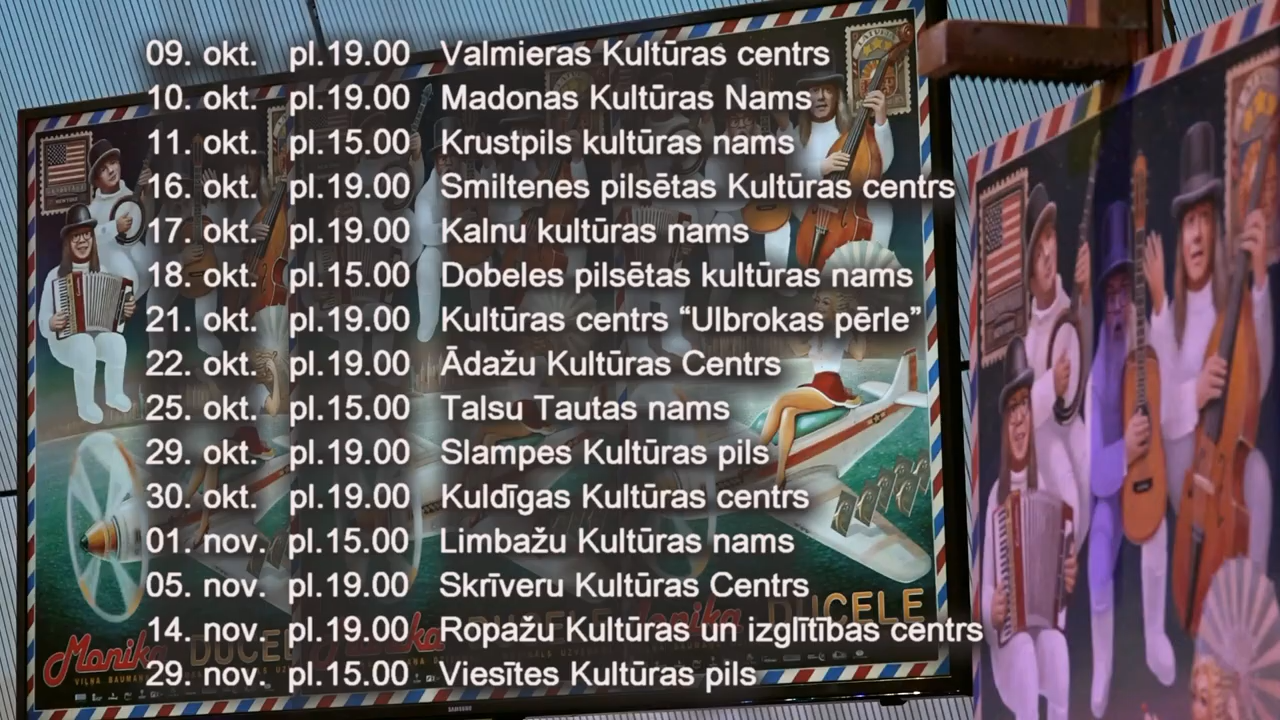 09. okt. pl.19.00 Valmieras Kultūras centrs
10. okt. pl.19.00 Madonas Kultūras Nams
11. okt. pl.15.00 Krustpils kultūras nams
16. okt. pl.19.00 Smiltenes pilsētas Kultūras centrs
17. okt. pl.19.00 Kalnu kultūras nams
18. okt. pl.15.00 Dobeles pilsētas kultūras nams
21. okt. pl.19.00 Kultūras centrs “Ulbrokas pērle”
22. okt. pl.19.00 Ādažu Kultūras Centrs
25. okt. pl.15.00 Talsu Tautas nams
29. okt. pl.19.00 Slampes Kultūras pils
30. okt. pl.19.00 Kuldīgas Kultūras centrs
01. nov. pl.15.00 Limbažu Kultūras nams
05. nov. pl.19.00 Skrīveru Kultūras Centrs
14. nov. pl.19.00 Ropažu Kultūras un izglītības centrs
29. nov. pl.15.00 Viesītes Kultūras pils
LATVIJA
Monika DUCELE
SAMSUNG